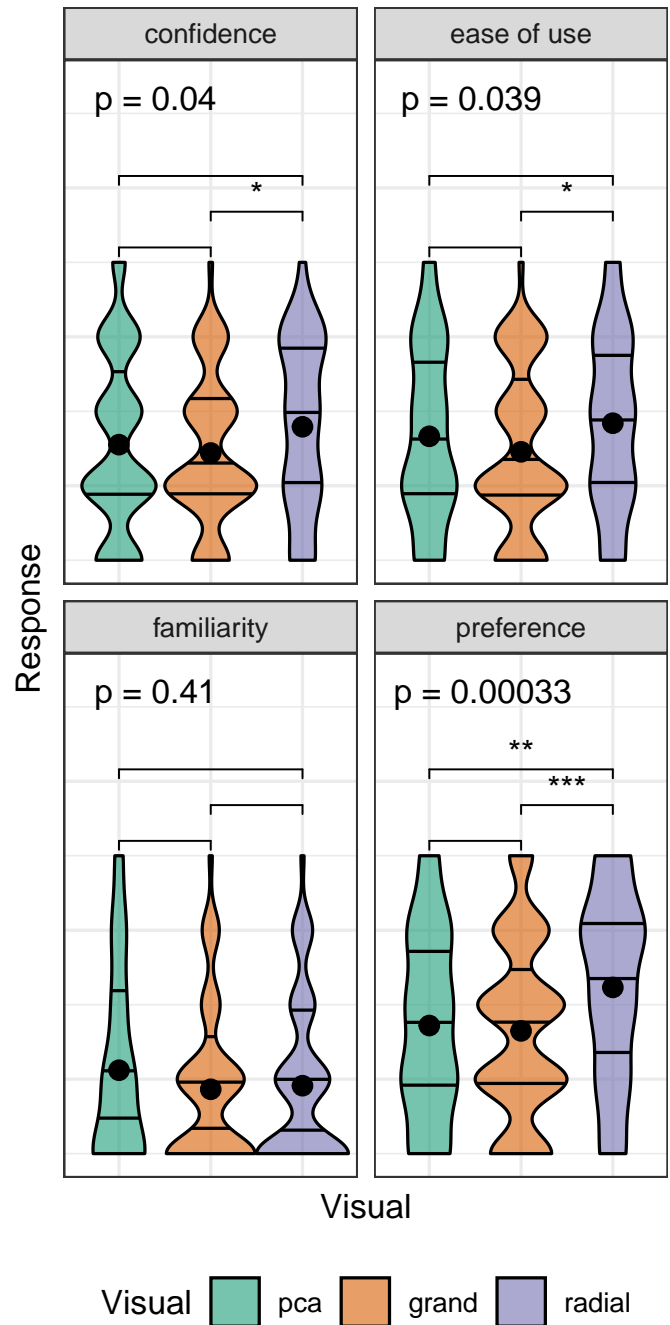 confidence
ease of use
p = 0.04
p = 0.039
*
*
Response
familiarity
preference
p = 0.41
p = 0.00033
**
***
Visual
Visual pca grand radial